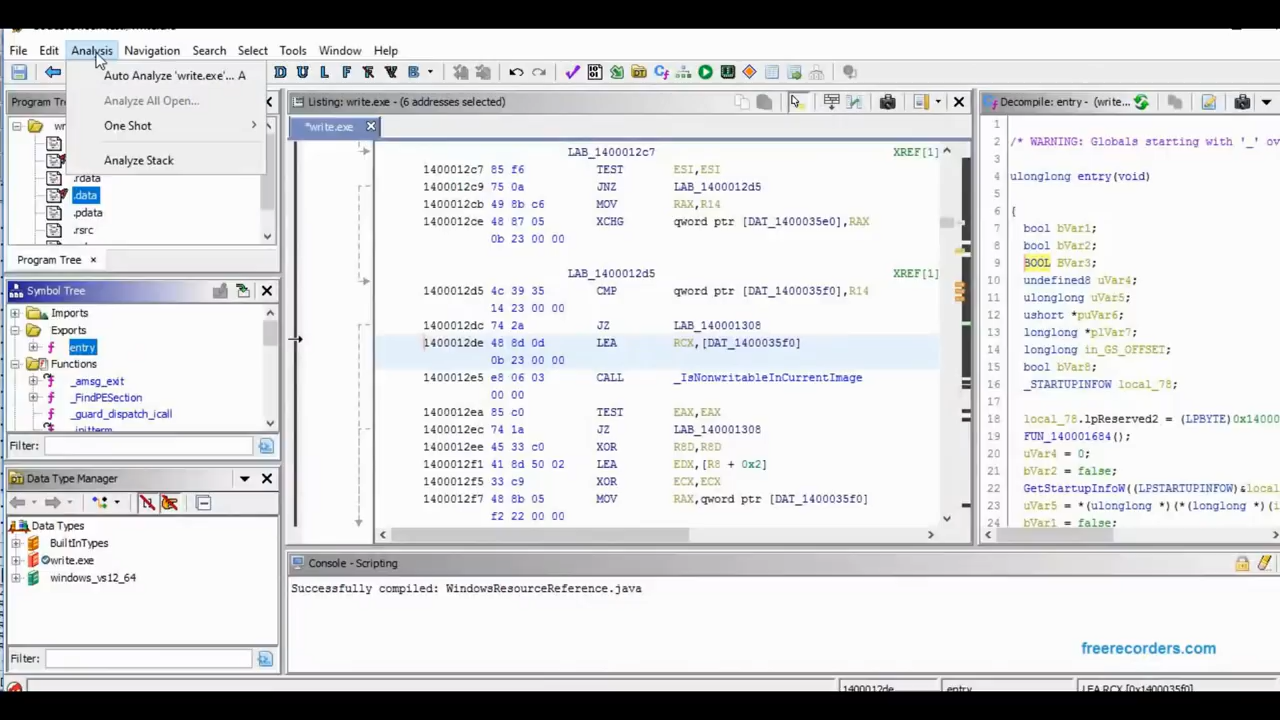 File Edit Analysis Navigation Search Select Tools Window Help
Auto Analyze 'write.exe'... A
Analyze All Open...
One Shot
Analyze Stack
D U L F V B
Program Tre
.rdata
.data
.pdata
.rsrc
Program Tree ×
Symbol Tree
Imports
Exports
entry
Functions
_amsg_exit
_FindPESection
_guard_dispatch_icall
_initterm
Filter:
Data Type Manager
Data Types
BuiltInTypes
write.exe
windows_vs12_64
Filter:
Listing: write.exe - (6 addresses selected)
*write.exe
LAB_1400012c7 XREF[1]
1400012c7 85 f6 TEST ESI,ESI
1400012c9 75 0a JNZ LAB_1400012d5
1400012cb 49 8b c6 MOV RAX,R14
1400012ce 48 87 05 XCHG qword ptr [DAT_1400035e0],RAX
0b 23 00 00
LAB_1400012d5 XREF[1]
1400012d5 4c 39 35 CMP qword ptr [DAT_1400035f0],R14
14 23 00 00
1400012dc 74 2a JZ LAB_140001308
1400012de 48 8d 0d LEA RCX,[DAT_1400035f0]
0b 23 00 00
1400012e5 e8 06 03 CALL _IsNonwritableInCurrentImage
00 00
1400012ea 85 c0 TEST EAX,EAX
1400012ec 74 1a JZ LAB_140001308
1400012ee 45 33 c0 XOR R8D,R8D
1400012f1 41 8d 50 02 LEA EDX,[R8 + 0x2]
1400012f5 33 c9 XOR ECX,ECX
1400012f7 48 8b 05 MOV RAX,qword ptr [DAT_1400035f0]
f2 22 00 00
Decompile: entry - (write...
1
2 /* WARNING: Globals starting with '_' ov
3
4 ulonglong entry(void)
5
6 {
7 bool bVar1;
8 bool bVar2;
9 BOOL BVar3;
10 undefined8 uVar4;
11 ulonglong uVar5;
12 ushort *puVar6;
13 longlong *plVar7;
14 longlong in_GS_OFFSET;
15 bool bVar8;
16 _STARTUPINFOW local_78;
17
18 local_78.lpReserved2 = (LPBYTE)0x14000
19 FUN_140001684();
20 uVar4 = 0;
21 bVar2 = false;
22 GetStartupInfoW((LPSTARTUPINFOW)&local
23 uVar5 = *(ulonglong *)(*(longlong *)(i
24 bVar1 = false;
Console - Scripting
Successfully compiled: WindowsResourceReference.java
freerecorders.com
1400012de entry LEA RCX,[0x1400035f0]